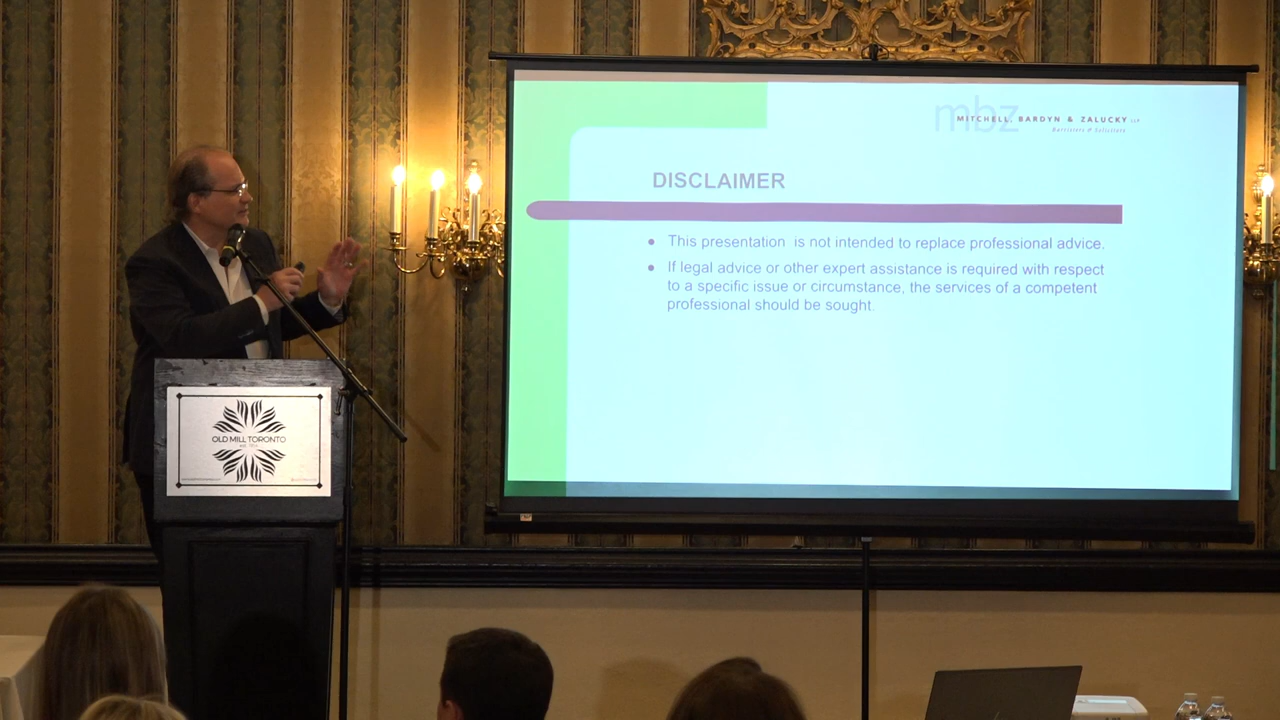 mbz
MITCHELL, BARDYN & ZALUCKY LLP
Barristers & Solicitors
DISCLAIMER
• This presentation is not intended to replace professional advice.
• If legal advice or other expert assistance is required with respect
to a specific issue or circumstance, the services of a competent
professional should be sought.
OLD MILL TORONTO